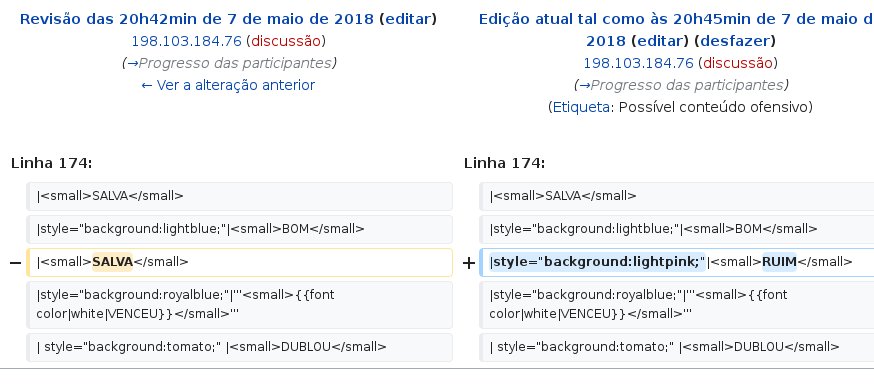 Revisão das 20h42min de 7 de maio de 2018 (editar)
198.103.184.76 (discussão)
(→Progresso das participantes)
← Ver a alteração anterior
Edição atual tal como às 20h45min de 7 de maio d
2018 (editar) (desfazer)
198.103.184.76 (discussão)
(→Progresso das participantes)
(Etiqueta: Possível conteúdo ofensivo)
Linha 174:
Linha 174:
|<small>SALVA</small>
|<small>SALVA</small>
|style="background:lightblue;"|<small>BOM</small>
|style="background:lightblue;"|<small>BOM</small>
− |<small>SALVA</small>
+ |style="background:lightpink;"|<small>RUIM</small>
|style="background:royalblue;"|'''<small>{{font
color|white|VENCEU}}</small>'''
|style="background:royalblue;"|'''<small>{{font
color|white|VENCEU}}</small>'''
| style="background:tomato;" |<small>DUBLOU</small>
| style="background:tomato;" |<small>DUBLOU</small>